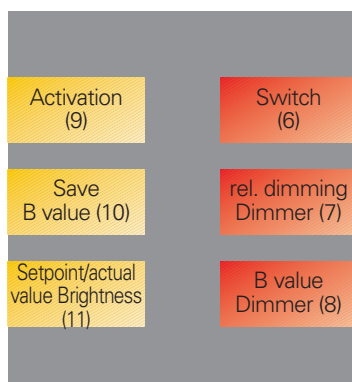 Activation
(9)
Switch
(6)
Save
B value (10)
rel. dimming
Dimmer (7)
Setpoint/actual
value Brightness
(11)
B value
Dimmer (8)